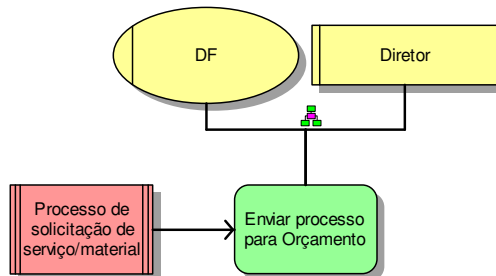 DF
Diretor
Processo de
solicitação de
serviço/material
Enviar processo
para Orçamento